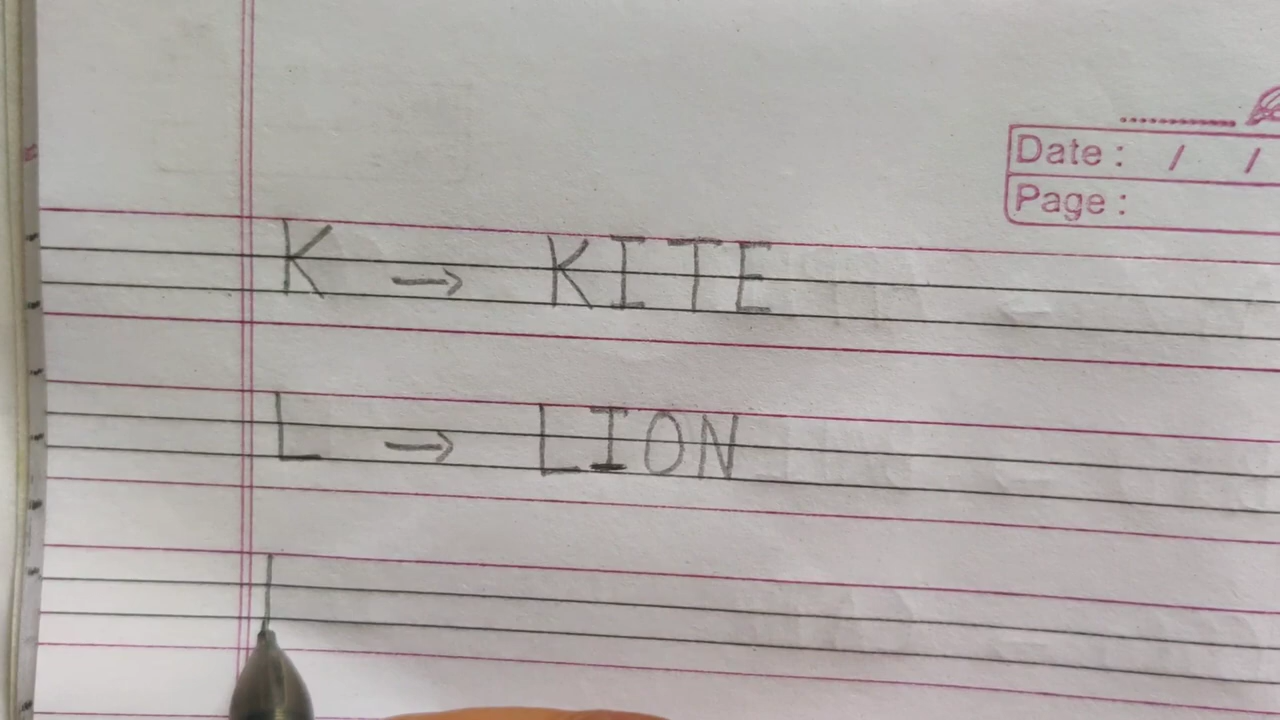 Date : / /
Page :
K → KITE
L → LION